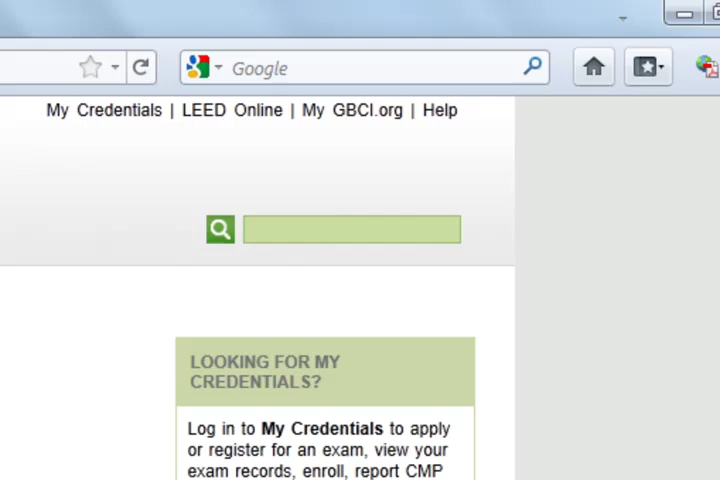 Google
My Credentials | LEED Online | My GBCI.org | Help
LOOKING FOR MY
CREDENTIALS?
Log in to My Credentials to apply
or register for an exam, view your
exam records, enroll, report CMP